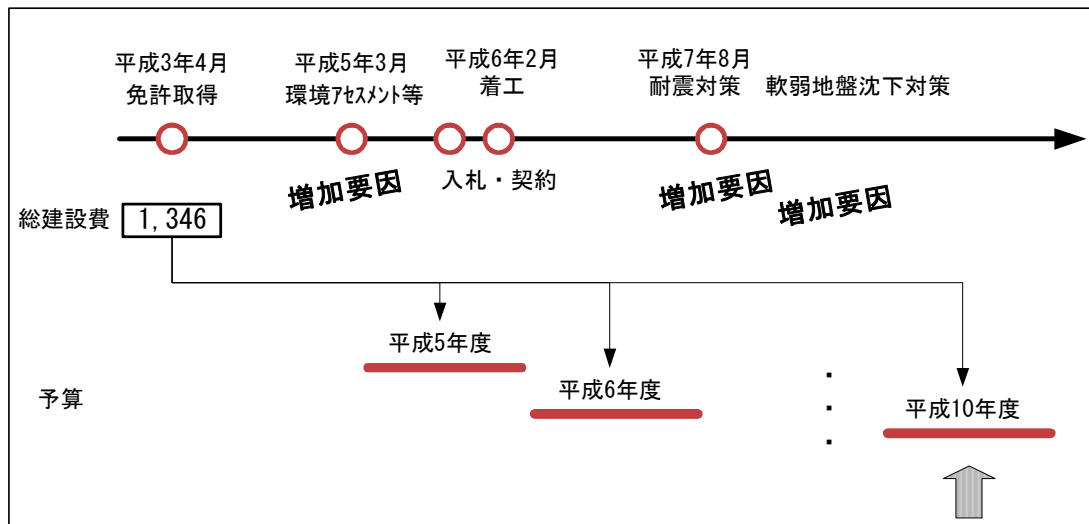 平成3年4月
免許取得
平成5年3月
環境ｱｾｽﾒﾝﾄ等
平成6年2月
着工
平成7年8月
耐震対策
軟弱地盤沈下対策
増加要因
入札・契約
増加要因
増加要因
総建設費
1,346
平成5年度
平成6年度
予算
平成10年度